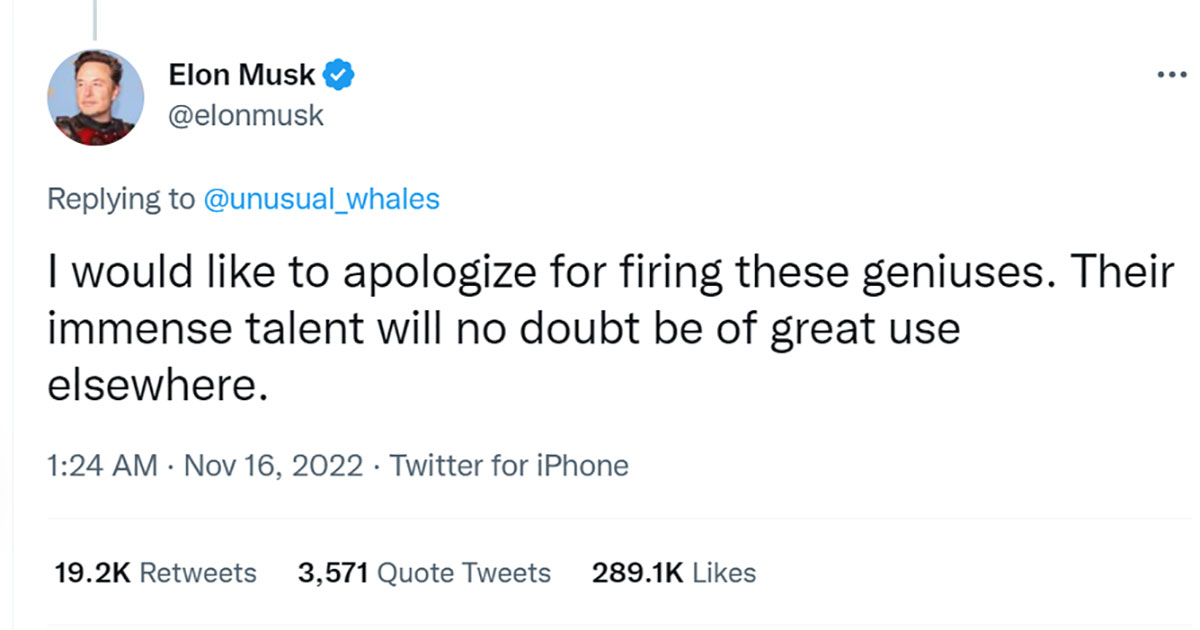 Elon Musk
@elonmusk
Replying to @unusual_whales
I would like to apologize for firing these geniuses. Their
immense talent will no doubt be of great use
elsewhere.
1:24 AM · Nov 16, 2022 · Twitter for iPhone
19.2K Retweets 3,571 Quote Tweets 289.1K Likes